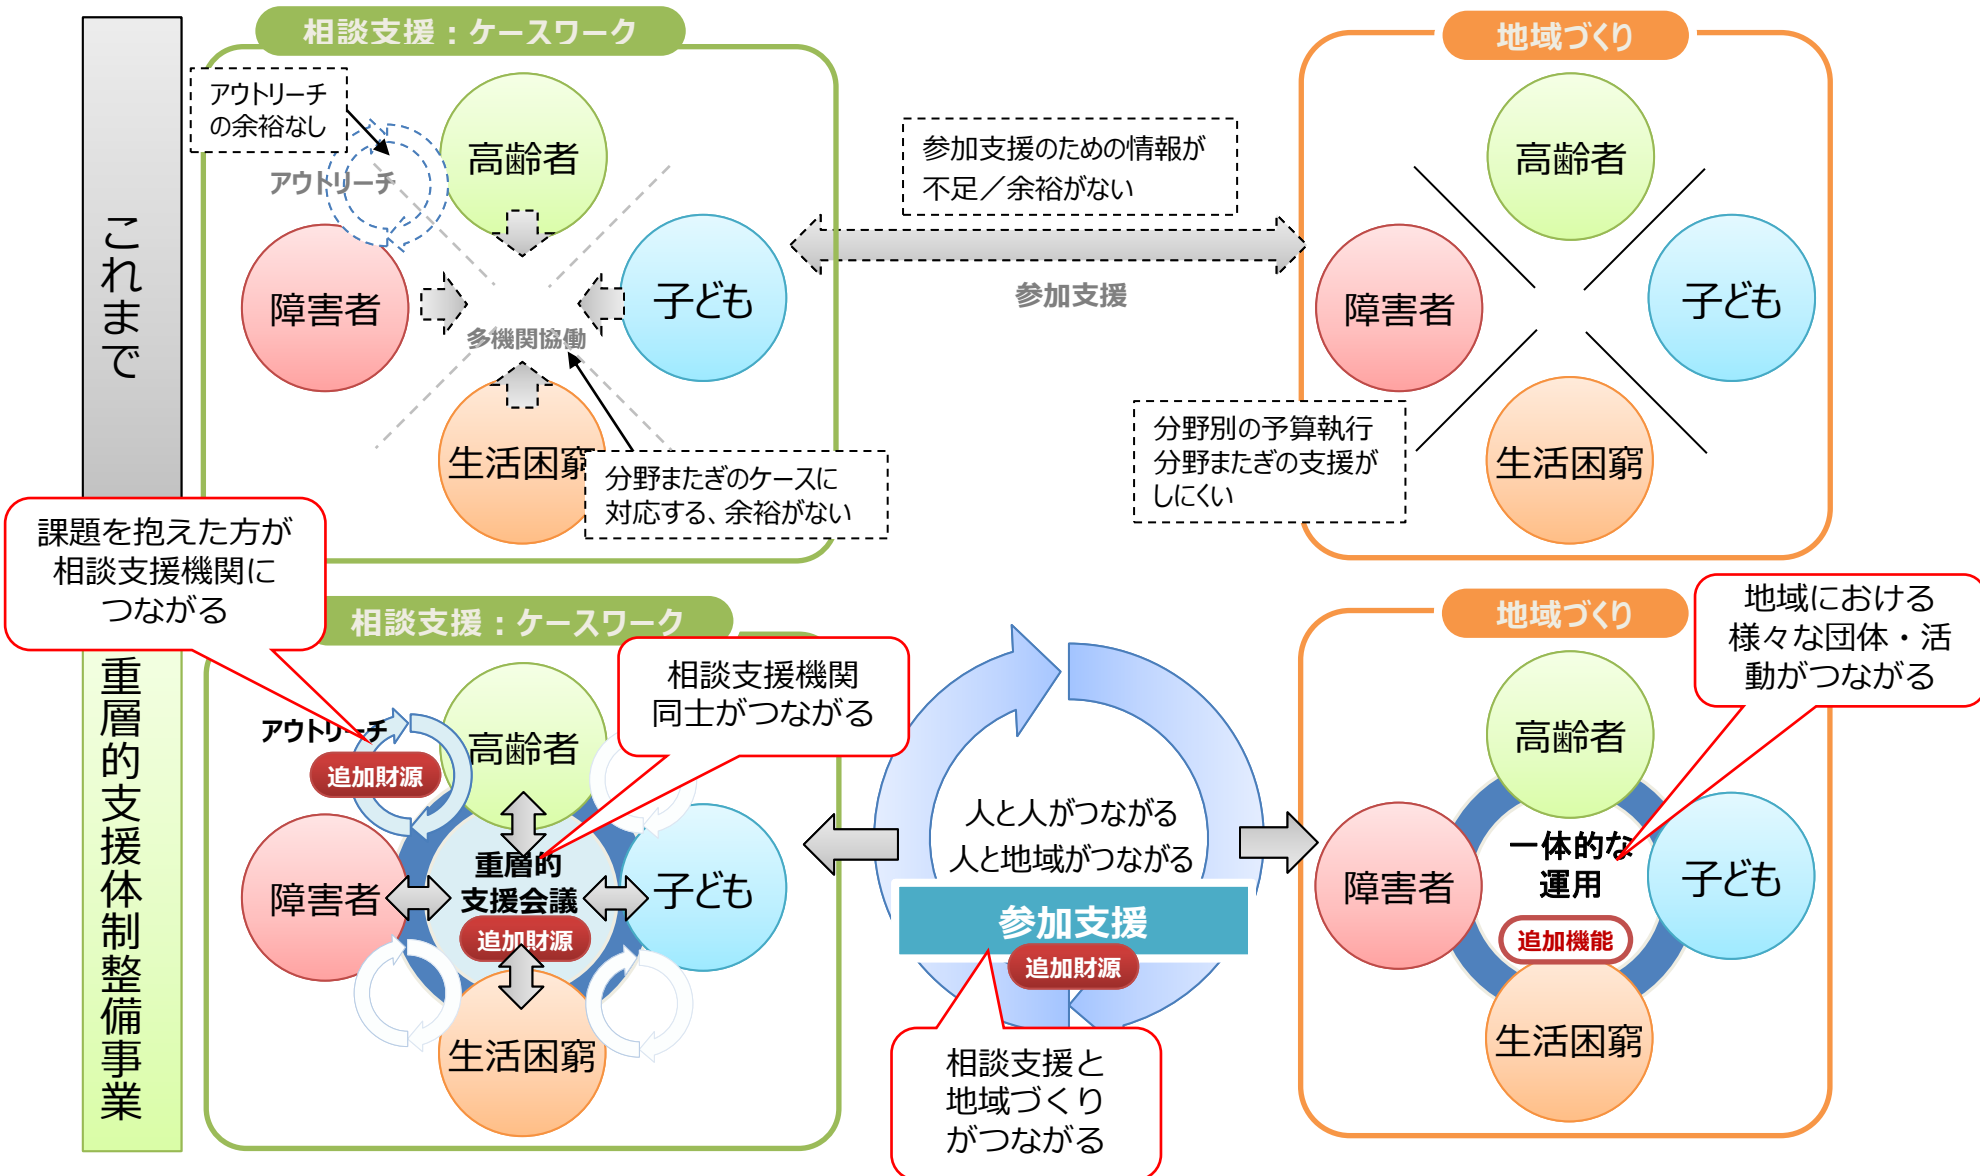 これまで
相談支援：ケースワーク
アウトリーチ
の余裕なし
アウトリーチ
高齢者
障害者
子ども
多機関協働
生活困窮
分野またぎのケースに
対応する、余裕がない
参加支援のための情報が
不足／余裕がない
参加支援
地域づくり
高齢者
障害者
子ども
生活困窮
分野別の予算執行
分野またぎの支援が
しにくい
重層的支援体制整備事業
課題を抱えた方が
相談支援機関に
つながる
相談支援：ケースワーク
相談支援機関
同士がつながる
アウトリーチ
追加財源
高齢者
障害者
重層的
支援会議
追加財源
子ども
生活困窮
人と人がつながる
人と地域がつながる
参加支援
追加財源
相談支援と
地域づくり
がつながる
地域づくり
地域における
様々な団体・活
動がつながる
高齢者
障害者
一体的な
運用
追加機能
子ども
生活困窮